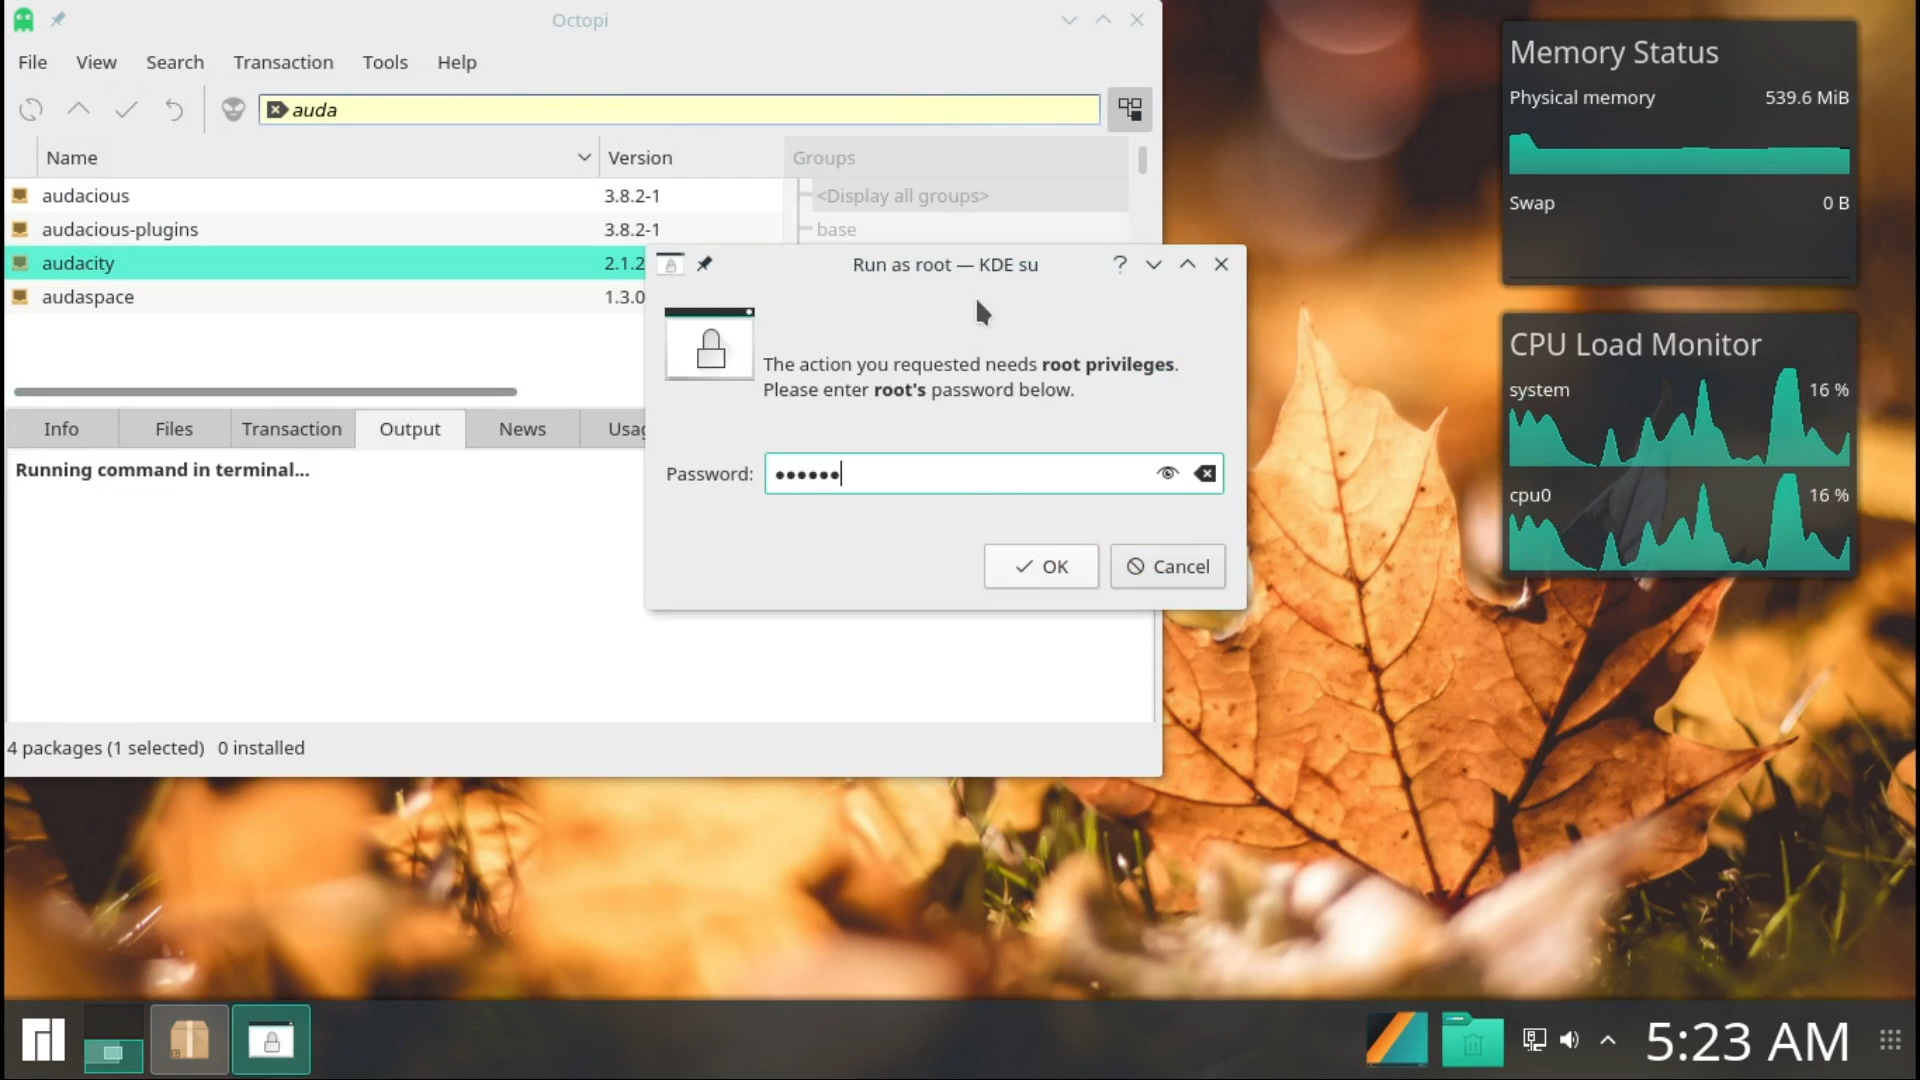 Octopi
File View Search Transaction Tools Help
auda
Name Version Groups
audacious 3.8.2-1 <Display all groups>
audacious-plugins 3.8.2-1 base
audacity 2.1.2
audaspace 1.3.0
Info Files Transaction Output News
Running command in terminal...
4 packages (1 selected) 0 installed
Run as root — KDE su
The action you requested needs root privileges.
Please enter root's password below.
Password: ••••••
OK Cancel
Memory Status
Physical memory 539.6 MiB
Swap 0 B
CPU Load Monitor
system 16 %
cpu0 16 %
5:23 AM